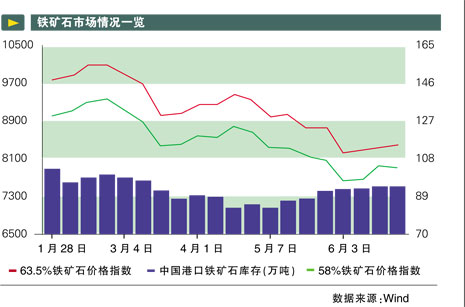 铁矿石市场情况一览
10500 165
9700 146
8900 127
8100 108
7300 89
6500 70
1月28日 3月4日 4月1日 5月7日 6月3日
63.5%铁矿石价格指数 中国港口铁矿石库存(万吨) 58%铁矿石价格指数
数据来源:Wind